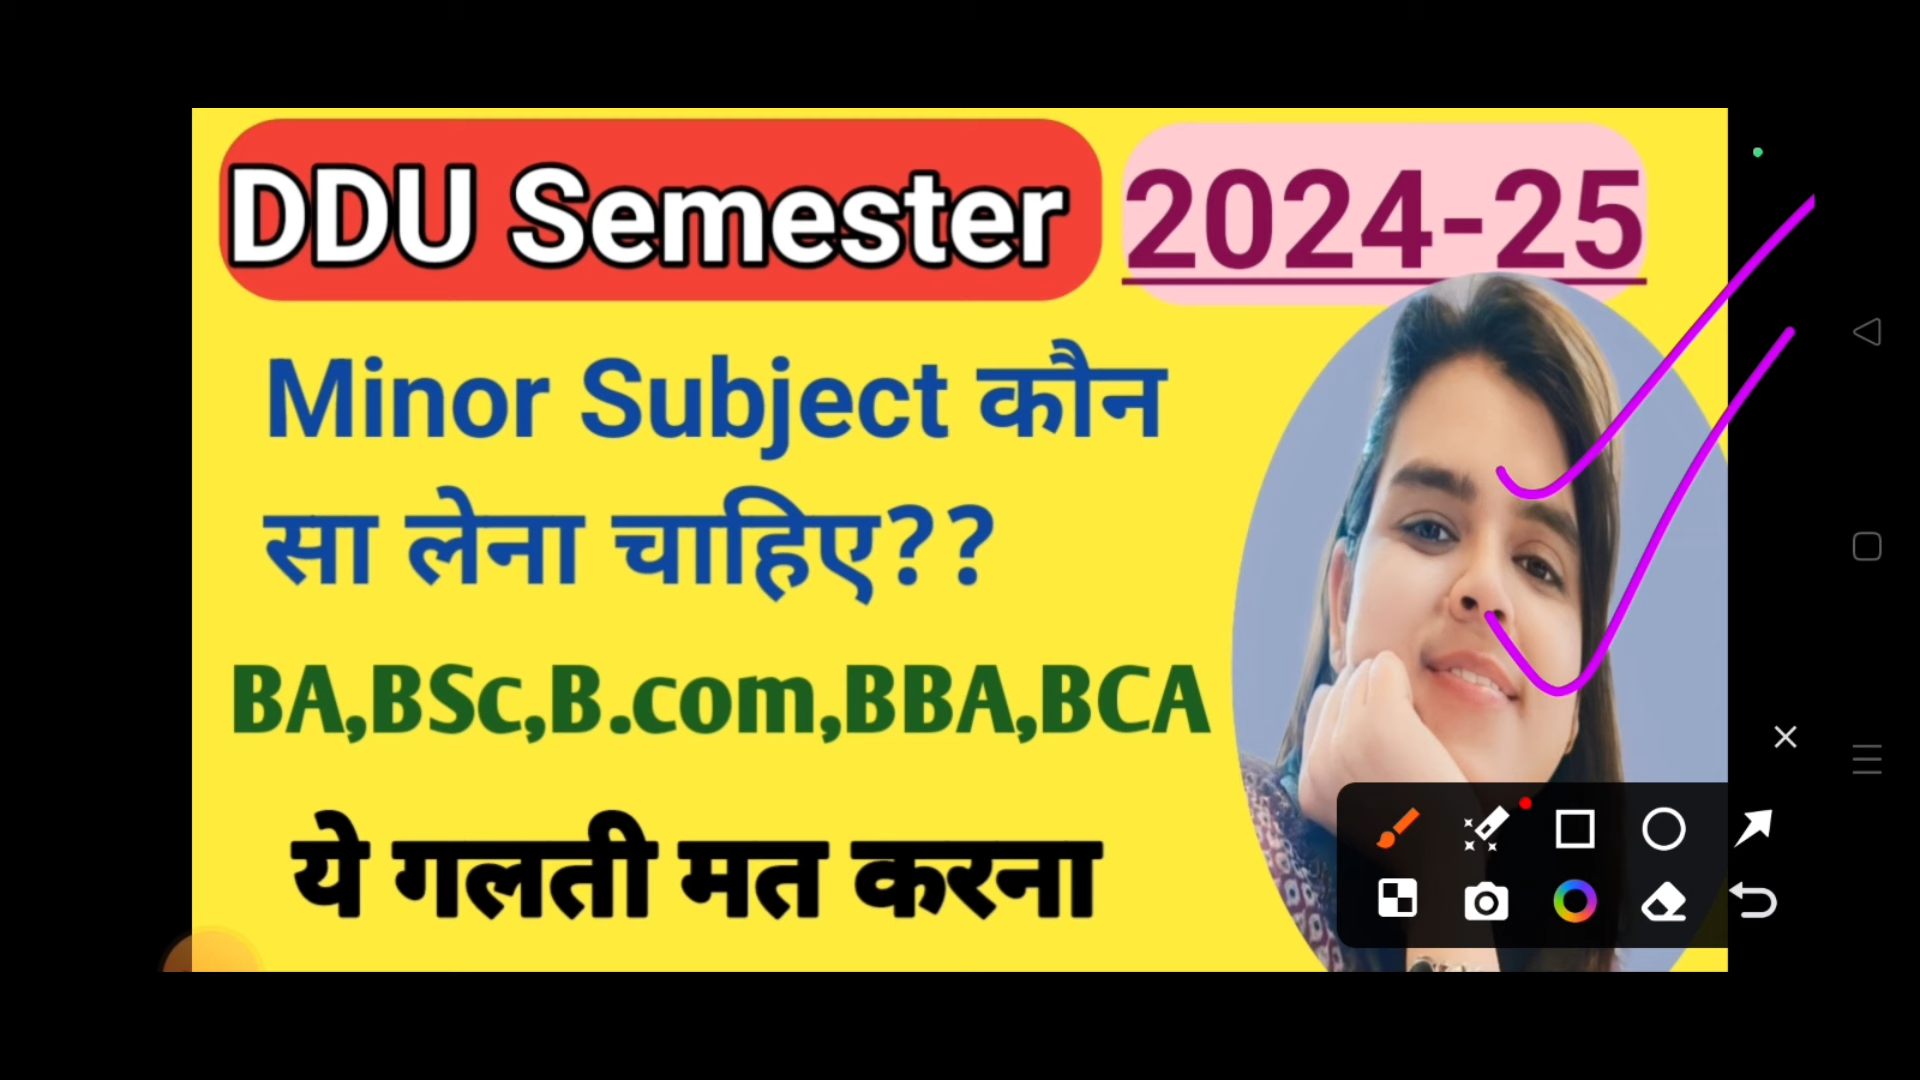 DDU Semester 2024-25
Minor Subject कौन
सा लेना चाहिए??
BA,BSc,B.com,BBA,BCA
ये गलती मत करना